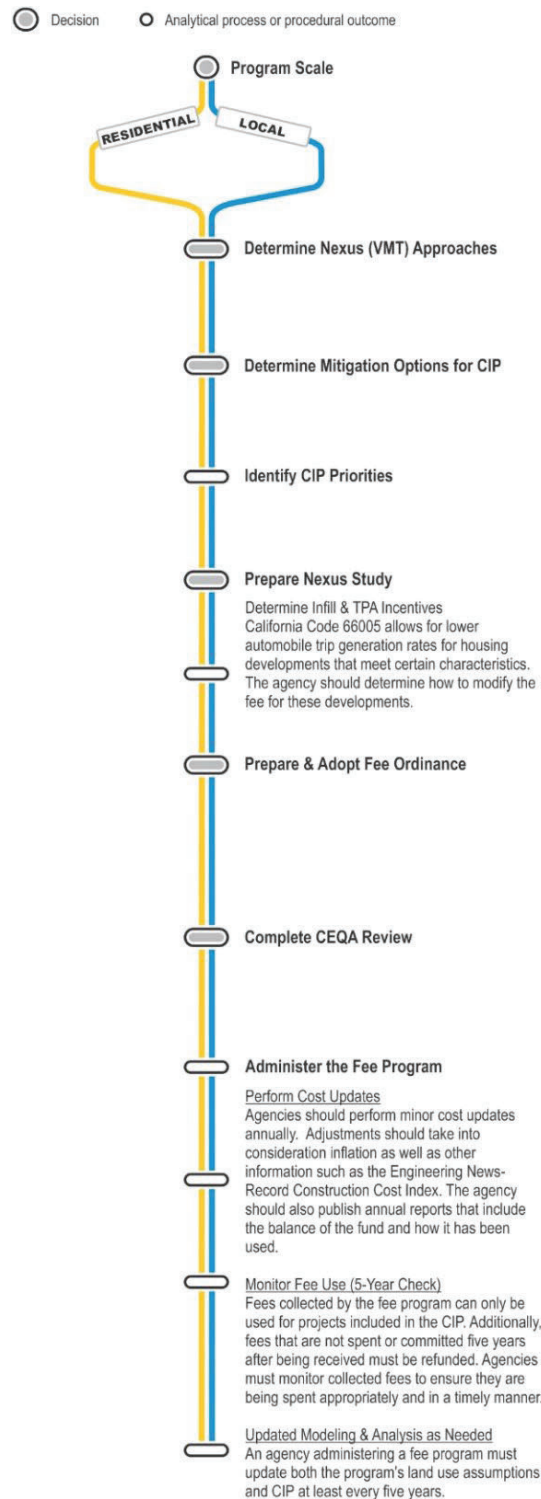 Decision
Analytical process or procedural outcome
Program Scale
RESIDENTIAL
LOCAL
Determine Nexus (VMT) Approaches
Determine Mitigation Options for CIP
Identify CIP Priorities
Prepare Nexus Study
Determine Infill & TPA Incentives
California Code 66005 allows for lower
automobile trip generation rates for housing
developments that meet certain characteristics.
The agency should determine how to modify the
fee for these developments.
Prepare & Adopt Fee Ordinance
Complete CEQA Review
Administer the Fee Program
Perform Cost Updates
Agencies should perform minor cost updates
annually. Adjustments should take into
consideration inflation as well as other
information such as the Engineering News-
Record Construction Cost Index. The agency
should also publish annual reports that include
the balance of the fund and how it has been
used.
Monitor Fee Use (5-Year Check)
Fees collected by the fee program can only be
used for projects included in the CIP. Additionally,
fees that are not spent or committed five years
after being received must be refunded. Agencies
must monitor collected fees to ensure they are
being spent appropriately and in a timely manner.
Updated Modeling & Analysis as Needed
An agency administering a fee program must
update both the program's land use assumptions
and CIP at least every five years.